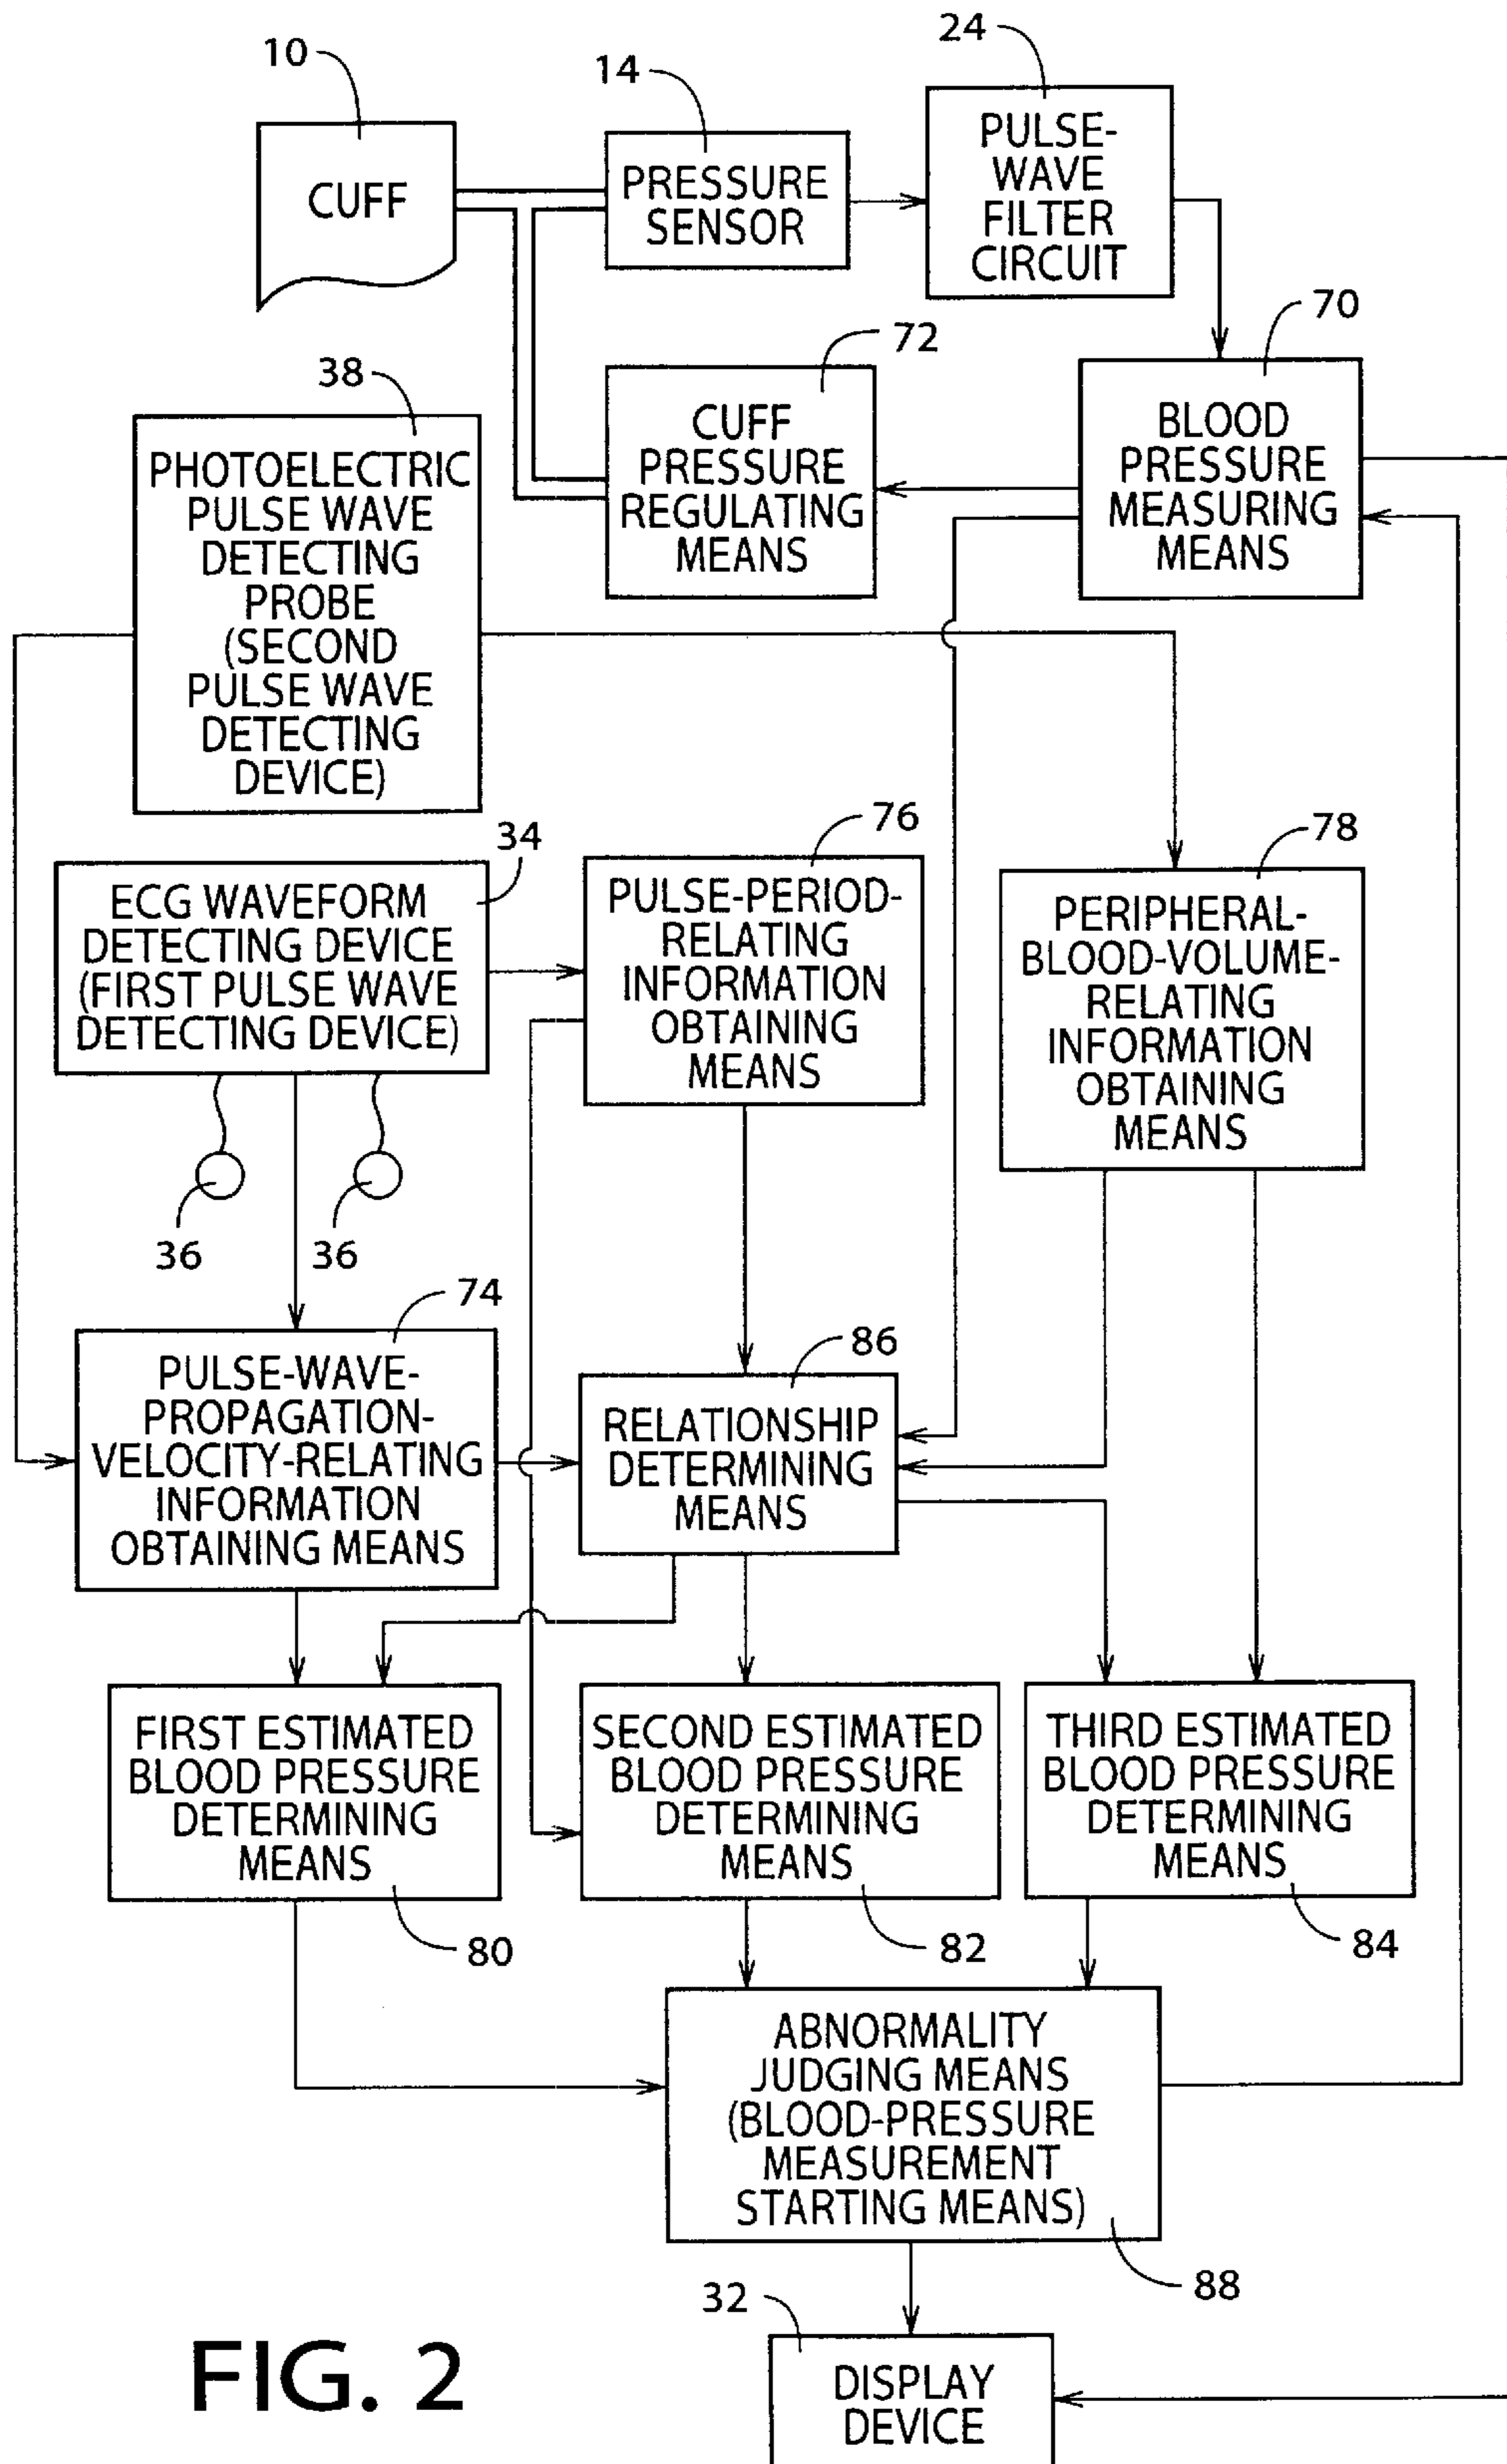 24
10
14
PULSE-
WAVE
FILTER
CIRCUIT
CUFF
PRESSURE
SENSOR
70
72
38
CUFF
PRESSURE
REGULATING
MEANS
BLOOD
PRESSURE
MEASURING
MEANS
PHOTOELECTRIC
PULSE WAVE
DETECTING
PROBE
(SECOND
PULSE WAVE
DETECTING
DEVICE)
76
78
34
ECG WAVEFORM
DETECTING DEVICE
(FIRST PULSE WAVE
DETECTING DEVICE)
PULSE-PERIOD-
RELATING
INFORMATION
OBTAINING
MEANS
PERIPHERAL-
BLOOD-VOLUME-
RELATING
INFORMATION
OBTAINING
MEANS
36
36
74
86
PULSE-WAVE-
PROPAGATION-
VELOCITY-RELATING
INFORMATION
OBTAINING MEANS
RELATIONSHIP
DETERMINING
MEANS
FIRST ESTIMATED
BLOOD PRESSURE
DETERMINING
MEANS
SECOND ESTIMATED
BLOOD PRESSURE
DETERMINING
MEANS
THIRD ESTIMATED
BLOOD PRESSURE
DETERMINING
MEANS
80
82
84
ABNORMALITY
JUDGING MEANS
(BLOOD-PRESSURE
MEASUREMENT
STARTING MEANS)
88
32
DISPLAY
DEVICE
FIG. 2